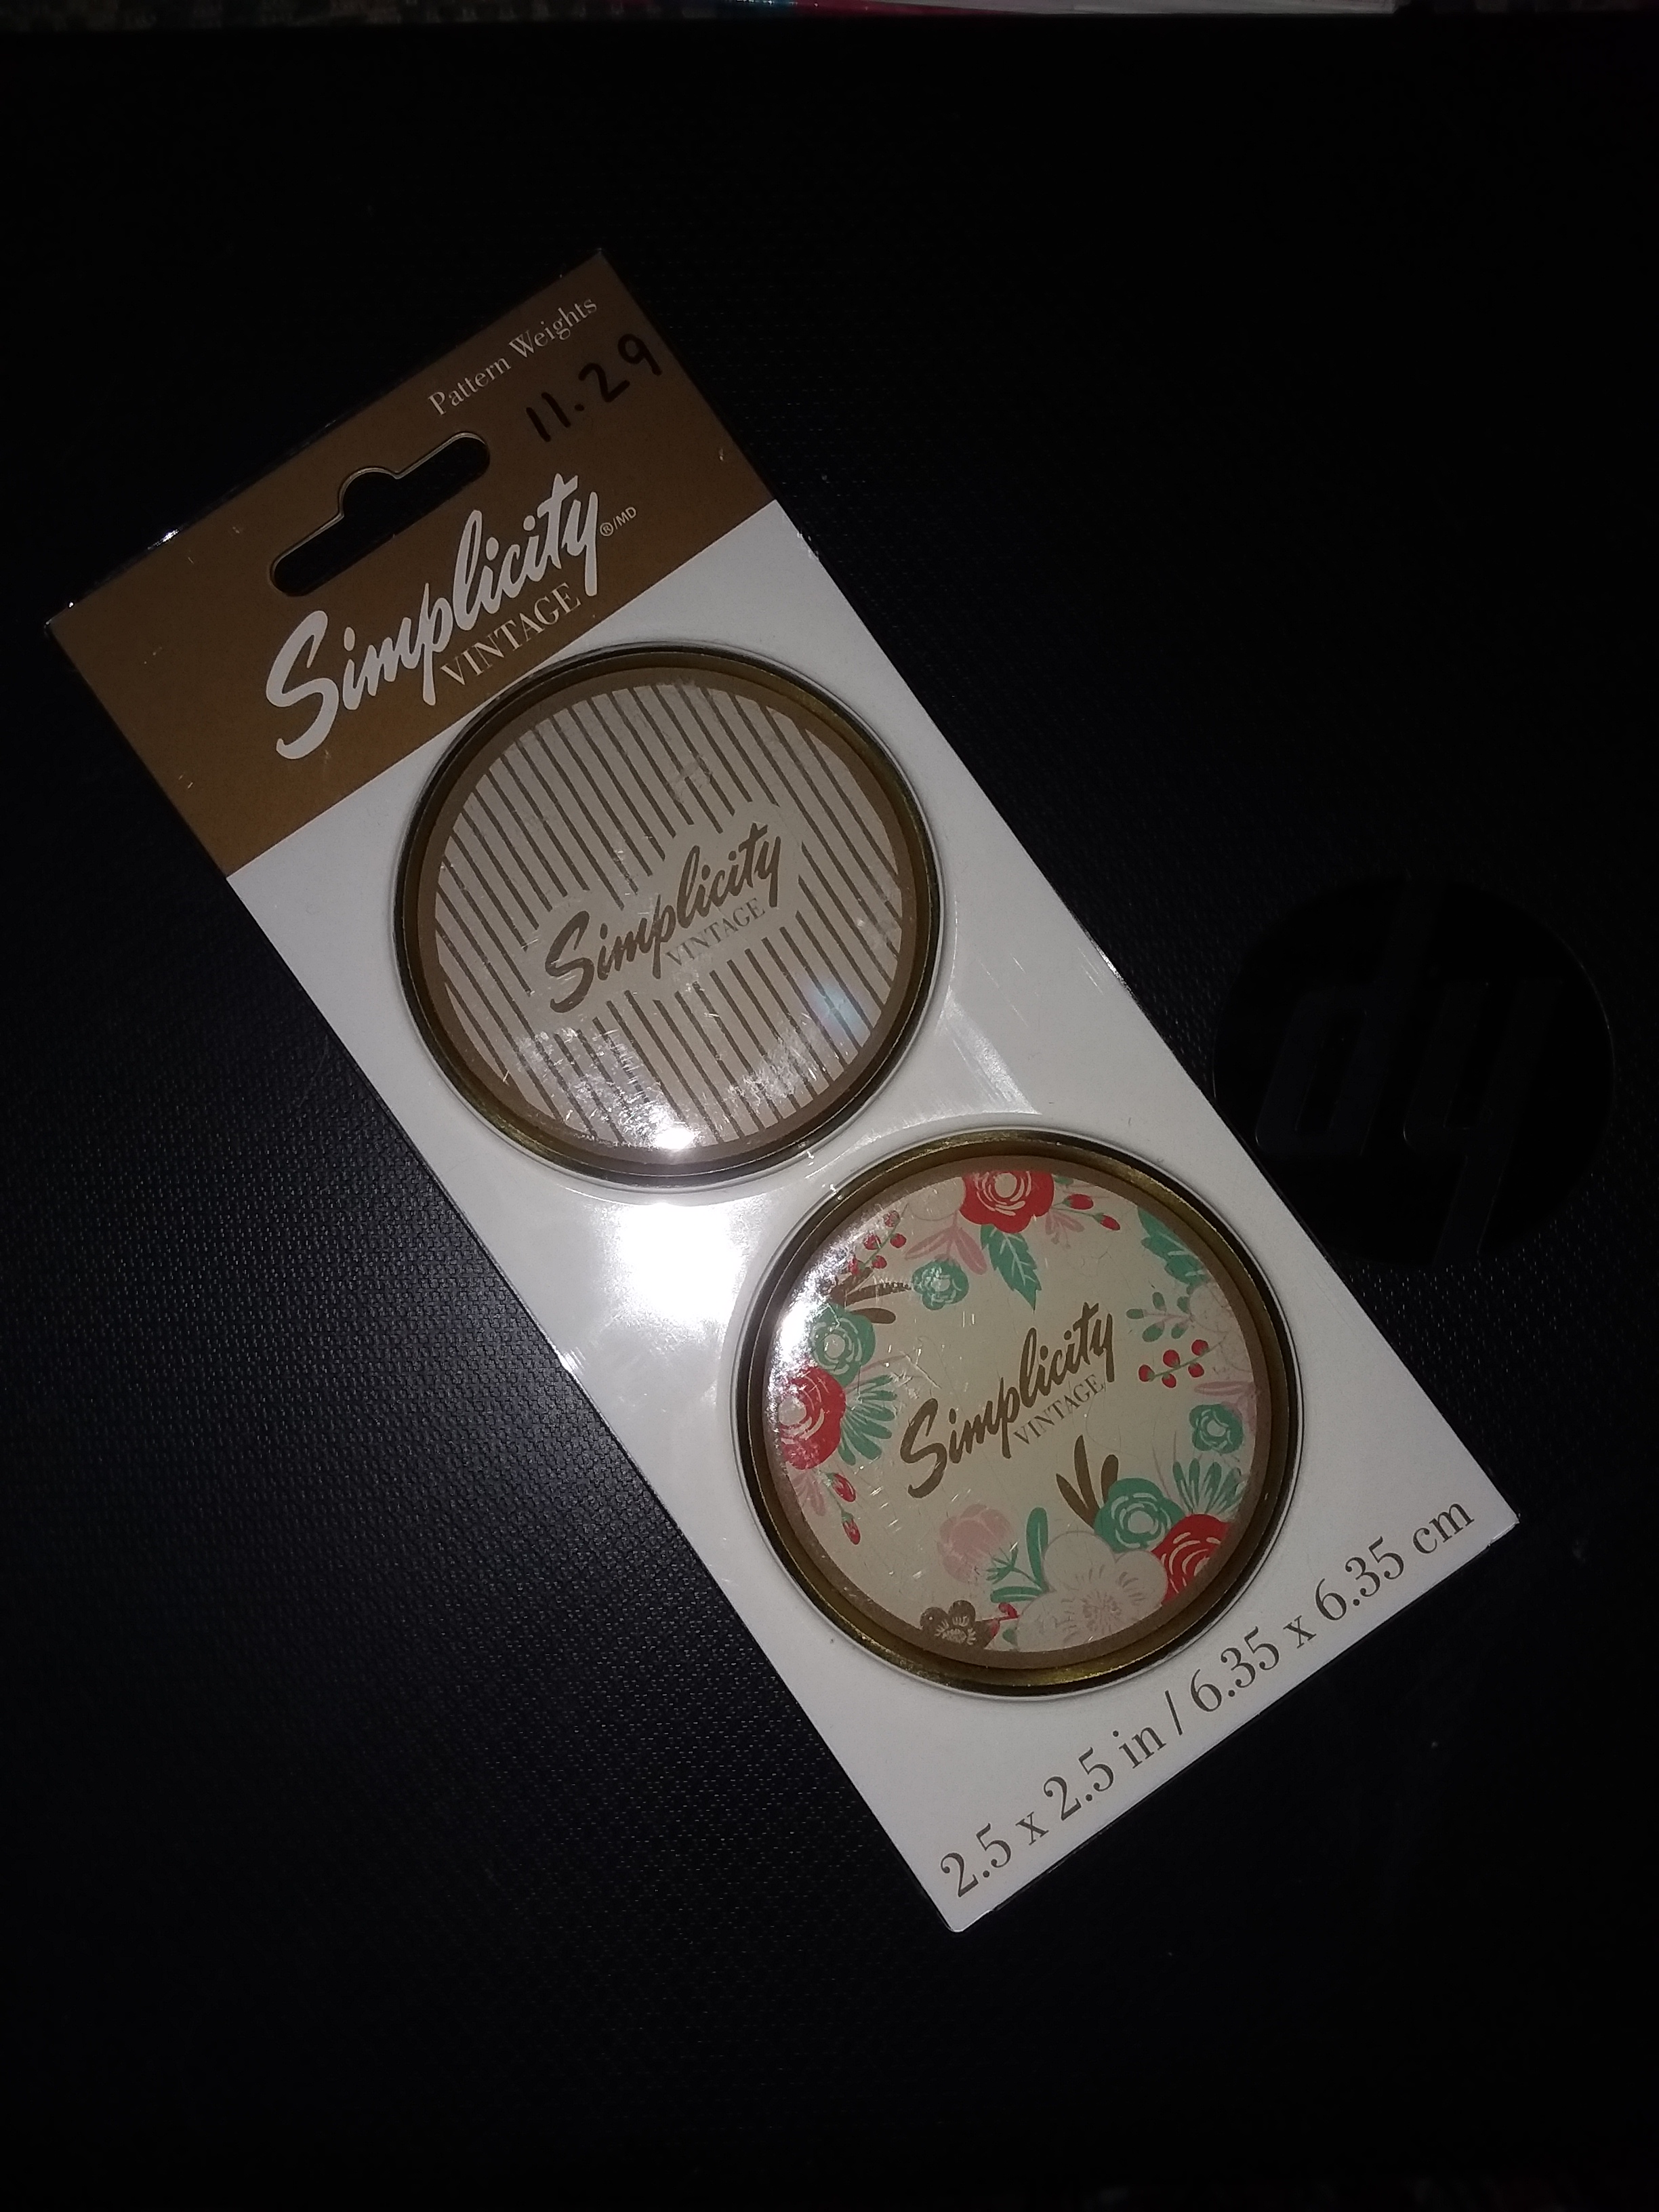 Pattern Weights
11.29
Simplicity ®/MD
VINTAGE
Simplicity
VINTAGE
Simplicity
VINTAGE
2.5 x 2.5 in / 6.35 x 6.35 cm
hp